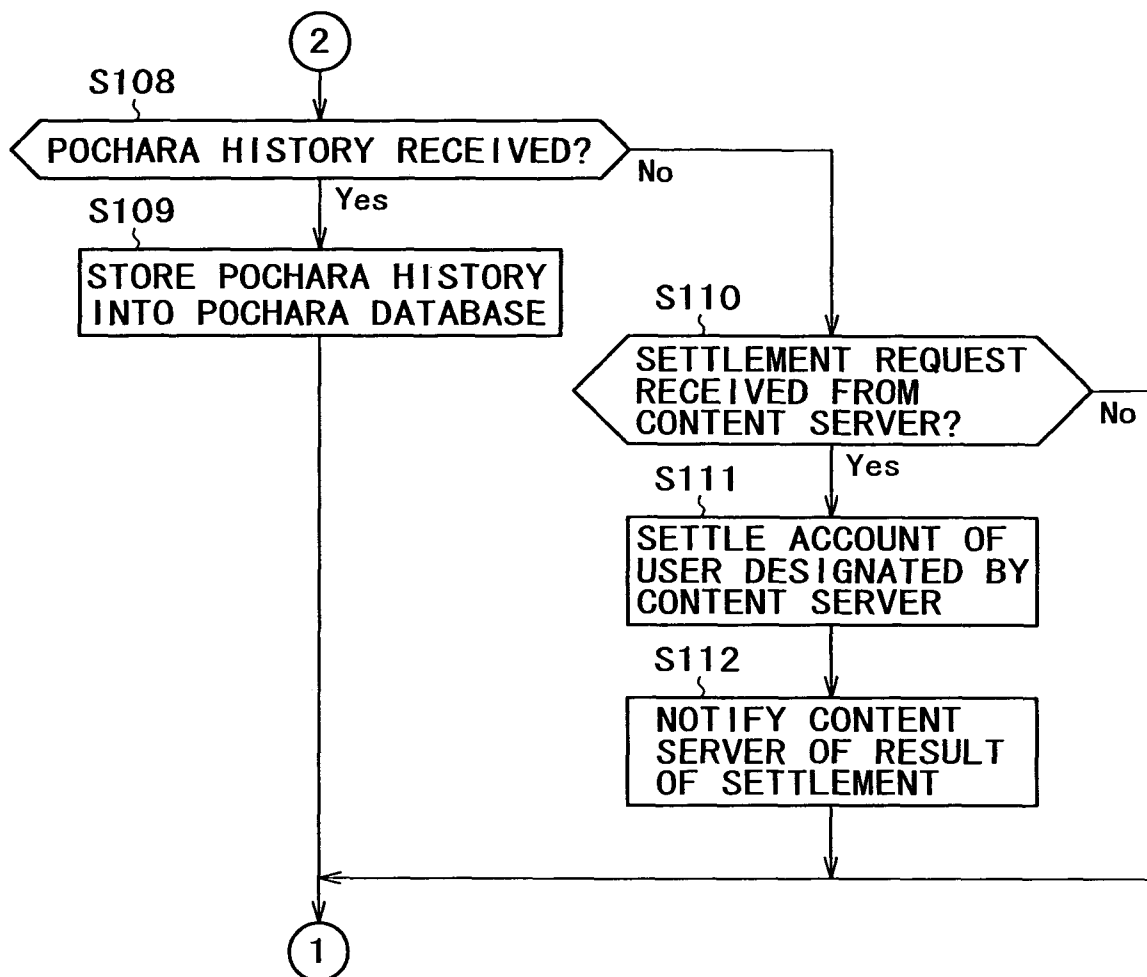 2
S108
POCHARA HISTORY RECEIVED?
No
Yes
S109
STORE POCHARA HISTORY
INTO POCHARA DATABASE
S110
SETTLEMENT REQUEST
RECEIVED FROM
CONTENT SERVER?
No
Yes
S111
SETTLE ACCOUNT OF
USER DESIGNATED BY
CONTENT SERVER
S112
NOTIFY CONTENT
SERVER OF RESULT
OF SETTLEMENT
1